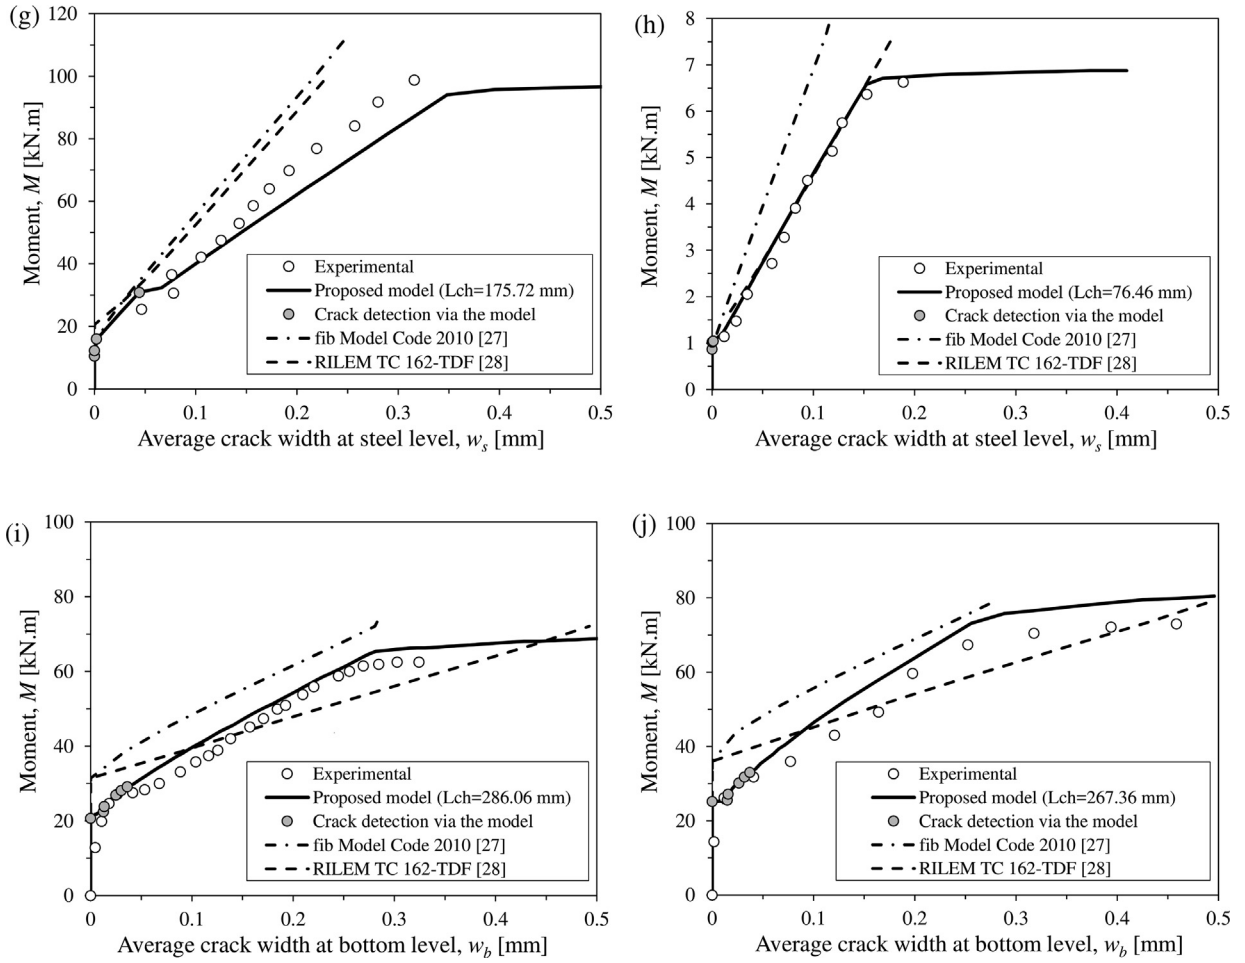 (g)
120
100
80
60
40
20
0
Moment, M [kN.m]
Experimental
Proposed model (Lch=175.72 mm)
Crack detection via the model
fib Model Code 2010 [27]
RILEM TC 162-TDF [28]
0 0.1 0.2 0.3 0.4 0.5
Average crack width at steel level, ws [mm]
(h)
8
7
6
5
4
3
2
1
0
Moment, M [kN.m]
Experimental
Proposed model (Lch=76.46 mm)
Crack detection via the model
fib Model Code 2010 [27]
RILEM TC 162-TDF [28]
0 0.1 0.2 0.3 0.4 0.5
Average crack width at steel level, ws [mm]
(i)
100
80
60
40
20
0
Moment, M [kN.m]
Experimental
Proposed model (Lch=286.06 mm)
Crack detection via the model
fib Model Code 2010 [27]
RILEM TC 162-TDF [28]
0 0.1 0.2 0.3 0.4 0.5
Average crack width at bottom level, wb [mm]
(j)
100
80
60
40
20
0
Moment, M [kN.m]
Experimental
Proposed model (Lch=267.36 mm)
Crack detection via the model
fib Model Code 2010 [27]
RILEM TC 162-TDF [28]
0 0.1 0.2 0.3 0.4 0.5
Average crack width at bottom level, wb [mm]